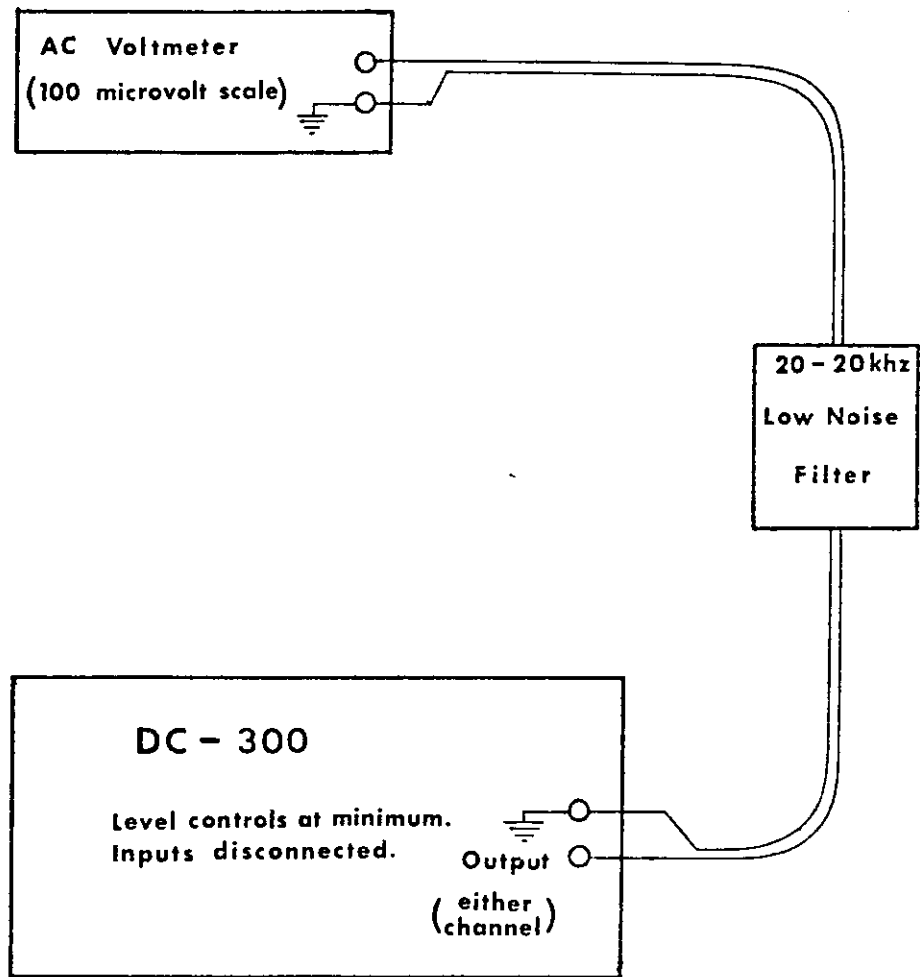 AC Voltmeter
(100 microvolt scale)
20-20khz
Low Noise
Filter
DC - 300
Level controls at minimum.
Inputs disconnected.
Output
(either
channel)